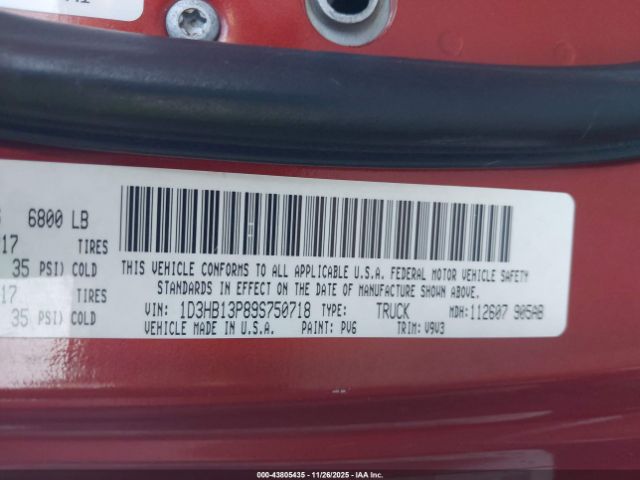 6800 LB
17 TIRES
35 PSI) COLD
17 TIRES
35 PSI) COLD
THIS VEHICLE CONFORMS TO ALL APPLICABLE U.S.A. FEDERAL MOTOR VEHICLE SAFETY
STANDARDS IN EFFECT ON THE DATE OF MANUFACTURE SHOWN ABOVE.
VIN: 1D3HB13P89S750718 TYPE: TRUCK MDH: 112607 905AB
VEHICLE MADE IN U.S.A. PAINT: PV6 TRIM: V9V3
000-43805435 - 11/26/2025 - IAA Inc.